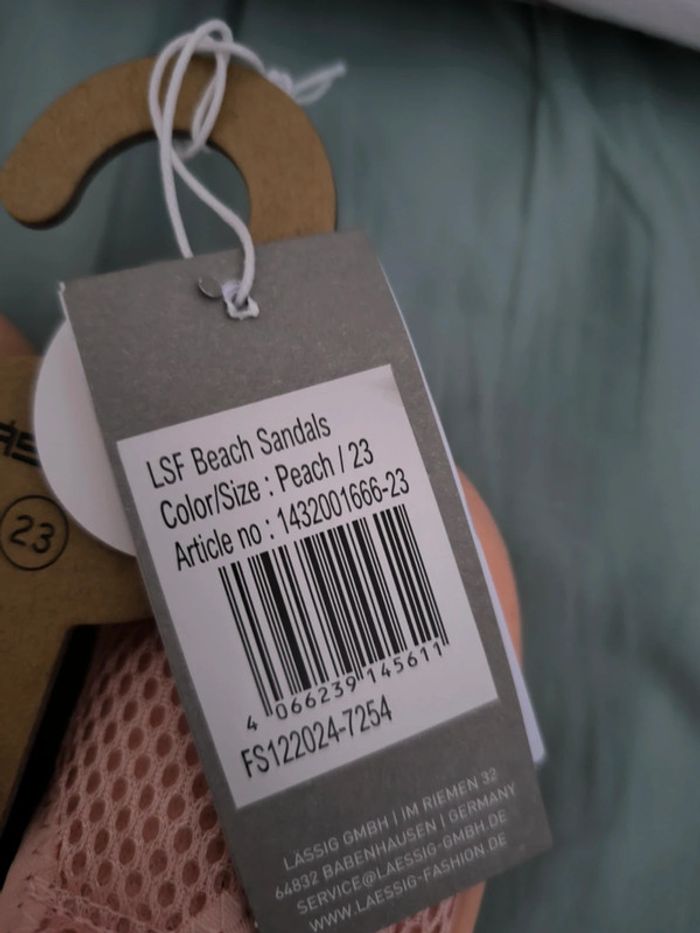 LSF Beach Sandals
Color/Size : Peach / 23
Article no : 1432001666-23
4 066239 145611
FS122024-7254
LÄSSIG GMBH | IM RIEMEN 32
64832 BABENHAUSEN | GERMANY
SERVICE@LAESSIG-GMBH.DE
WWW.LAESSIG-FASHION.DE
23